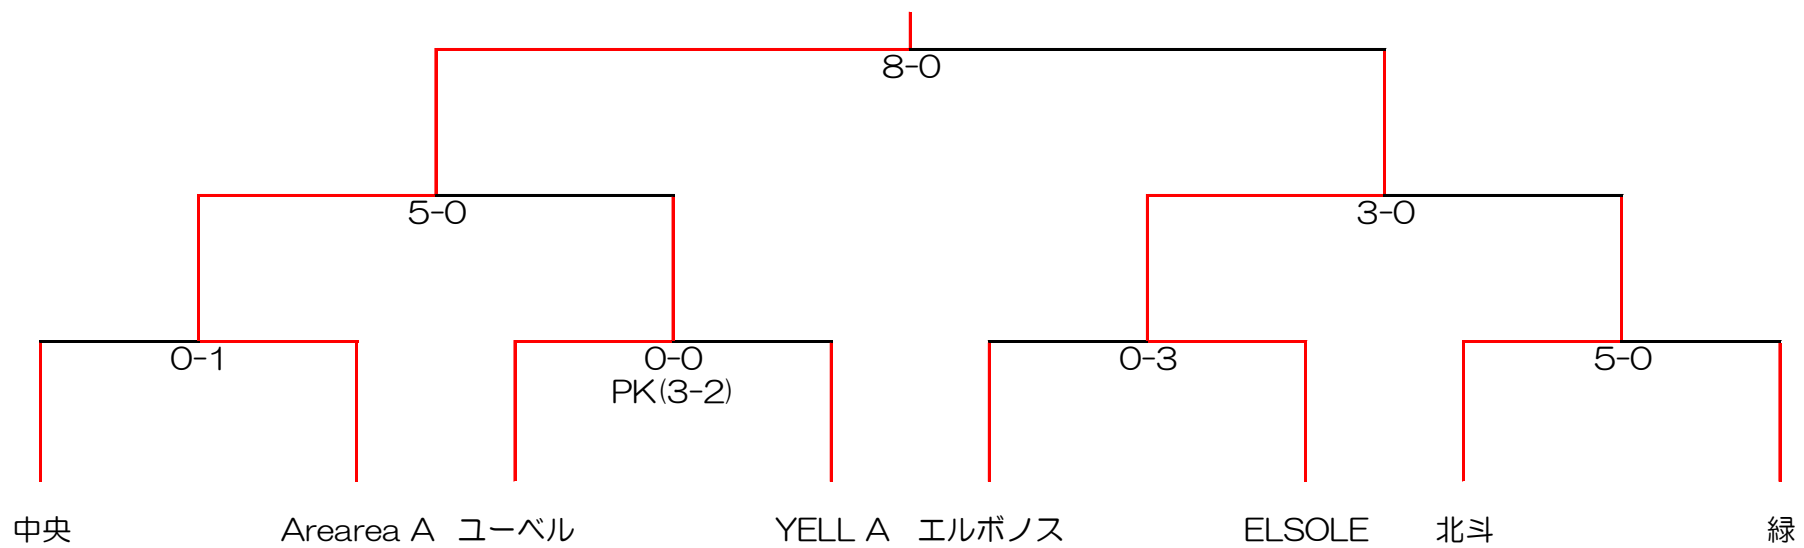 8-0
5-0
3-0
0-1
0-0
0-3
5-0
PK(3-2)
中央
Arearea A
ユーベル
YELL A
エルボノス
ELSOLE
北斗
緑